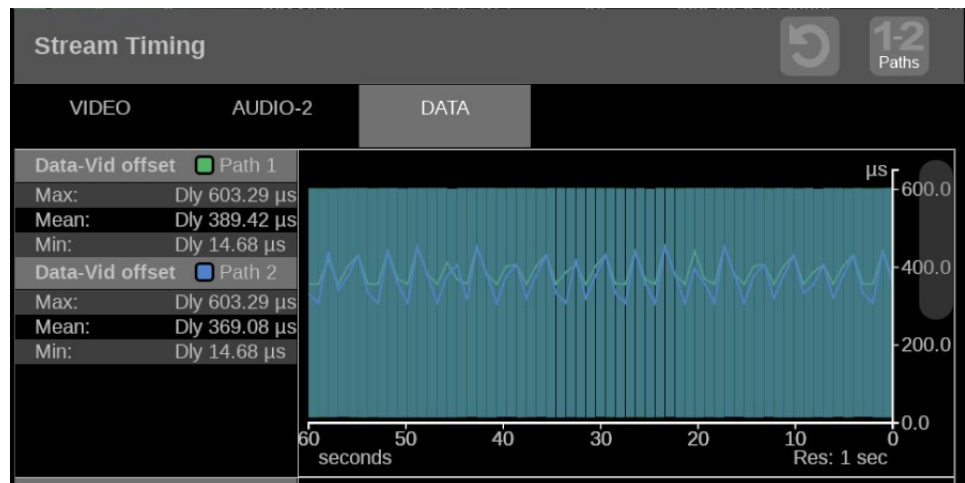 Stream Timing
1-2
Paths
VIDEO AUDIO-2 DATA
Data-Vid offset Path 1
Max: Dly 603.29 µs
Mean: Dly 389.42 µs
Min: Dly 14.68 µs
Data-Vid offset Path 2
Max: Dly 603.29 µs
Mean: Dly 369.08 µs
Min: Dly 14.68 µs
µs
600.0
400.0
200.0
0.0
60 50 40 30 20 10 0
seconds Res: 1 sec